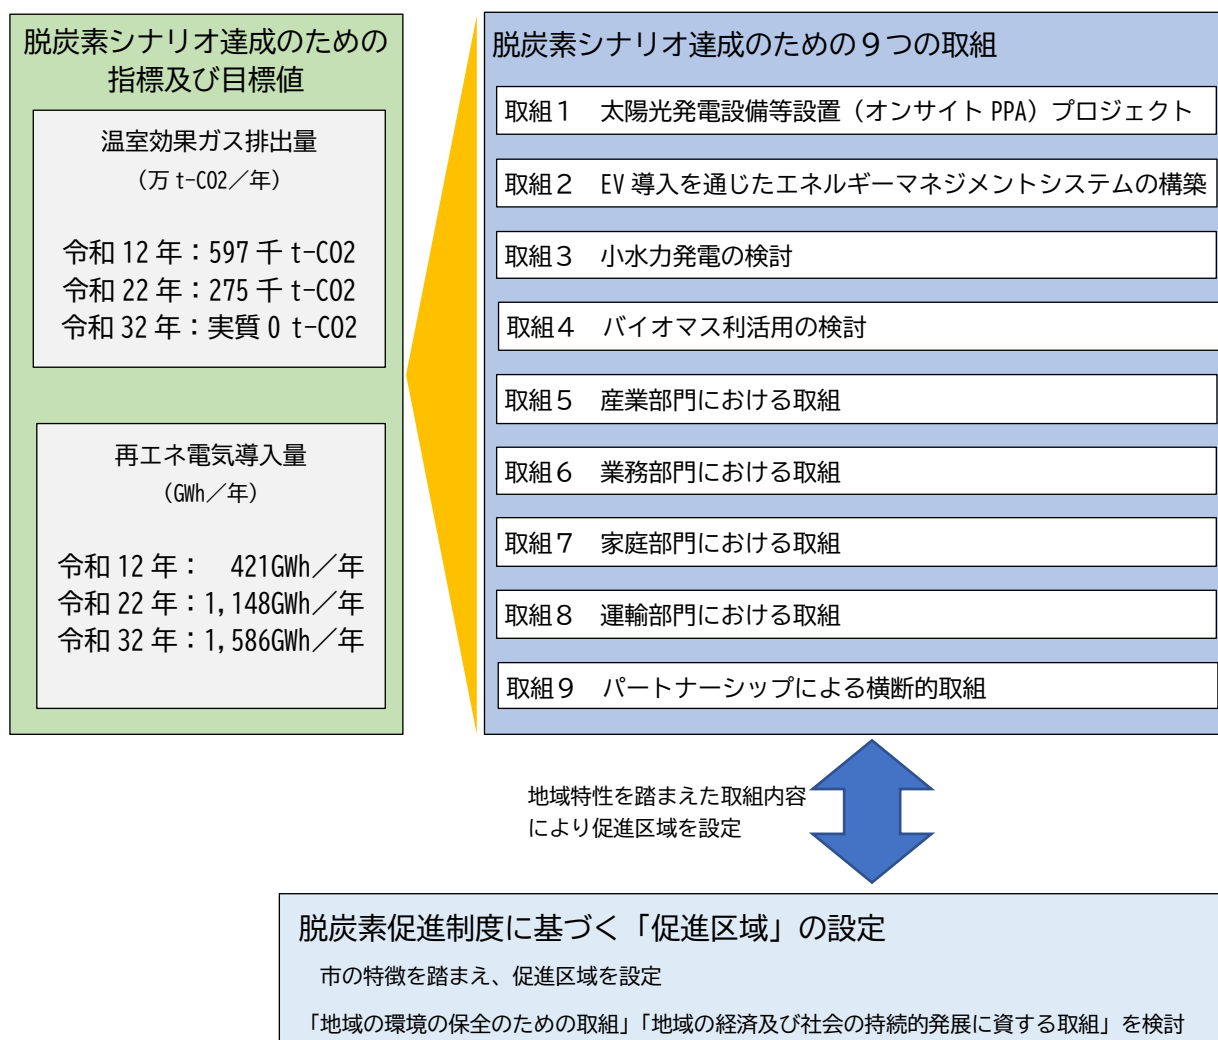 脱炭素シナリオ達成のための
指標及び目標値
温室効果ガス排出量
(万 t-CO2／年)
令和 12 年：597 千 t-CO2
令和 22 年：275 千 t-CO2
令和 32 年：実質 0 t-CO2
再エネ電気導入量
(GWh／年)
令和 12 年：　421GWh／年
令和 22 年：1,148GWh／年
令和 32 年：1,586GWh／年
脱炭素シナリオ達成のための９つの取組
取組１　太陽光発電設備等設置（オンサイト PPA）プロジェクト
取組２　EV 導入を通じたエネルギーマネジメントシステムの構築
取組３　小水力発電の検討
取組４　バイオマス利活用の検討
取組５　産業部門における取組
取組６　業務部門における取組
取組７　家庭部門における取組
取組８　運輸部門における取組
取組９　パートナーシップによる横断的取組
地域特性を踏まえた取組内容
により促進区域を設定
脱炭素促進制度に基づく「促進区域」の設定
市の特徴を踏まえ、促進区域を設定
「地域の環境の保全のための取組」「地域の経済及び社会の持続的発展に資する取組」を検討